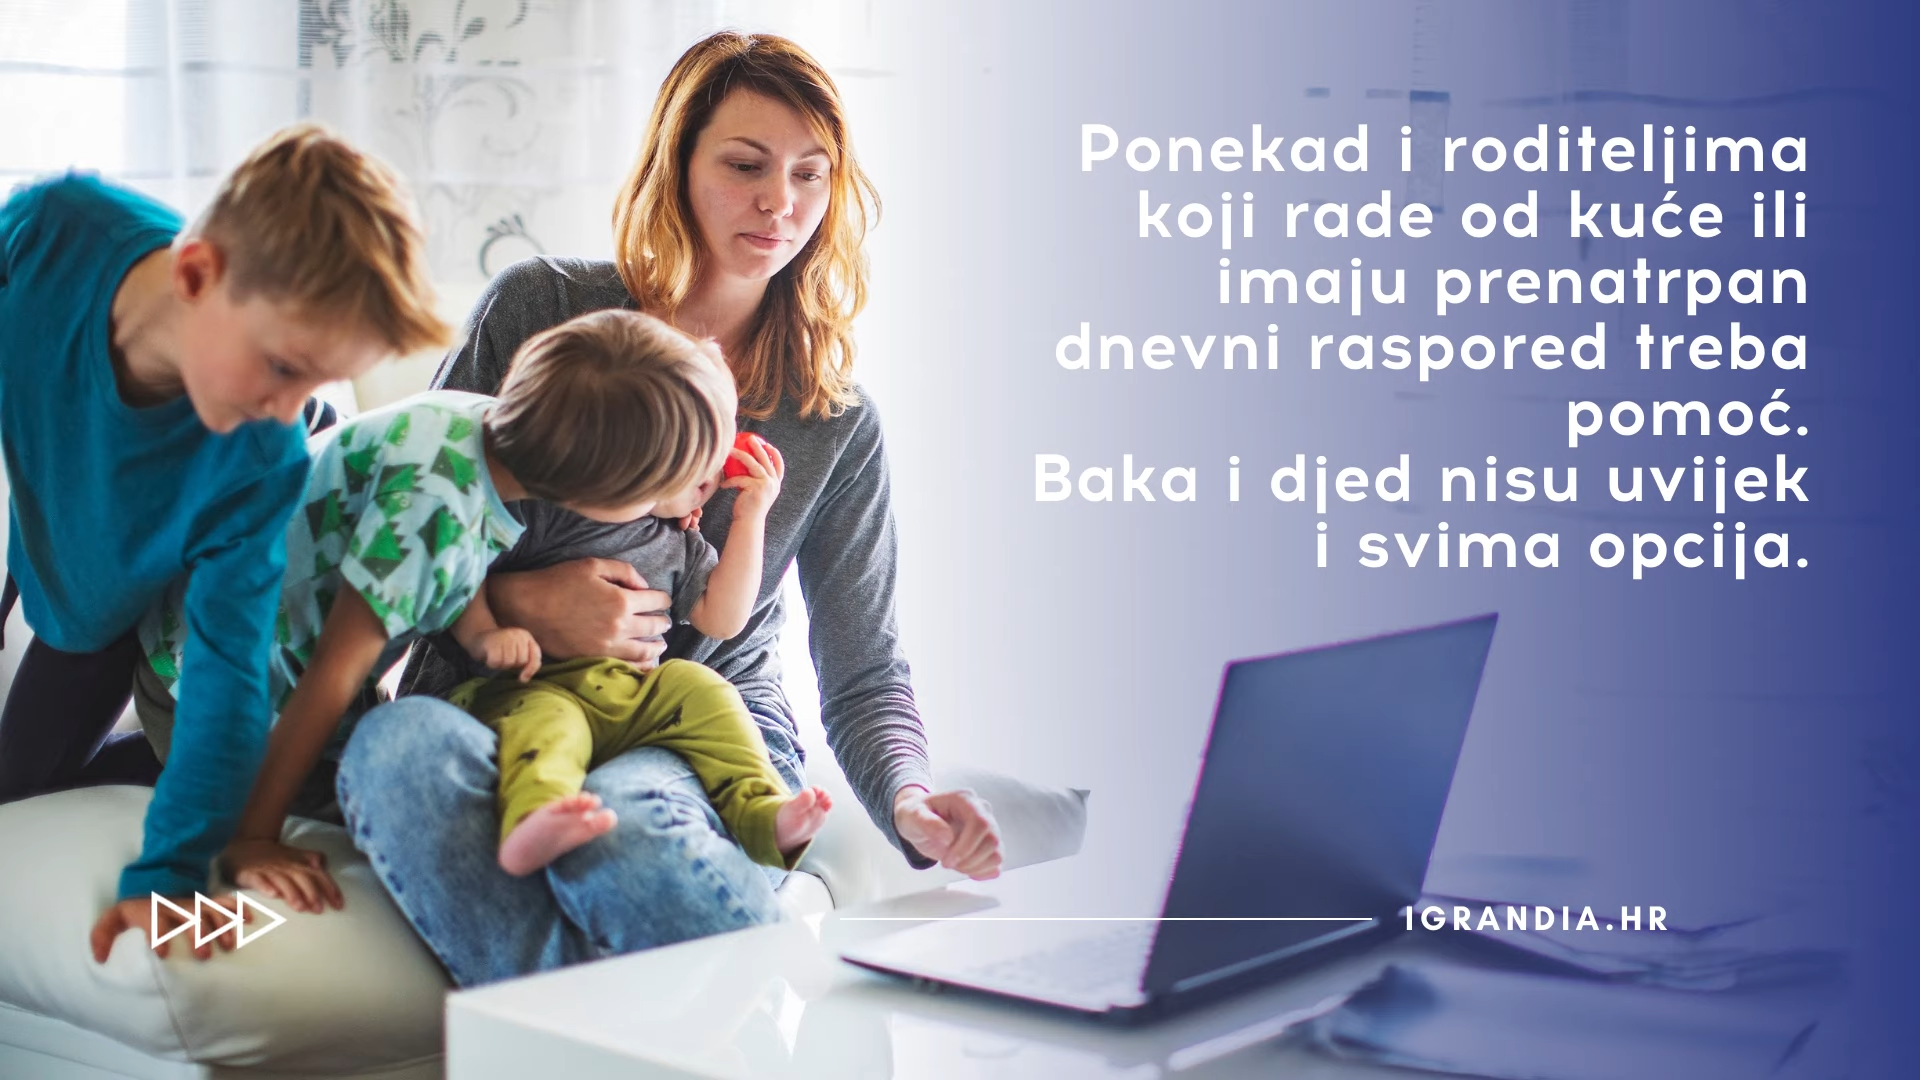 Ponekad i roditeljima
koji rade od kuće ili
imaju prenatrpan
dnevni raspored treba
pomoć.
Baka i djed nisu uvijek
i svima opcija.
IGRANDIA.HR